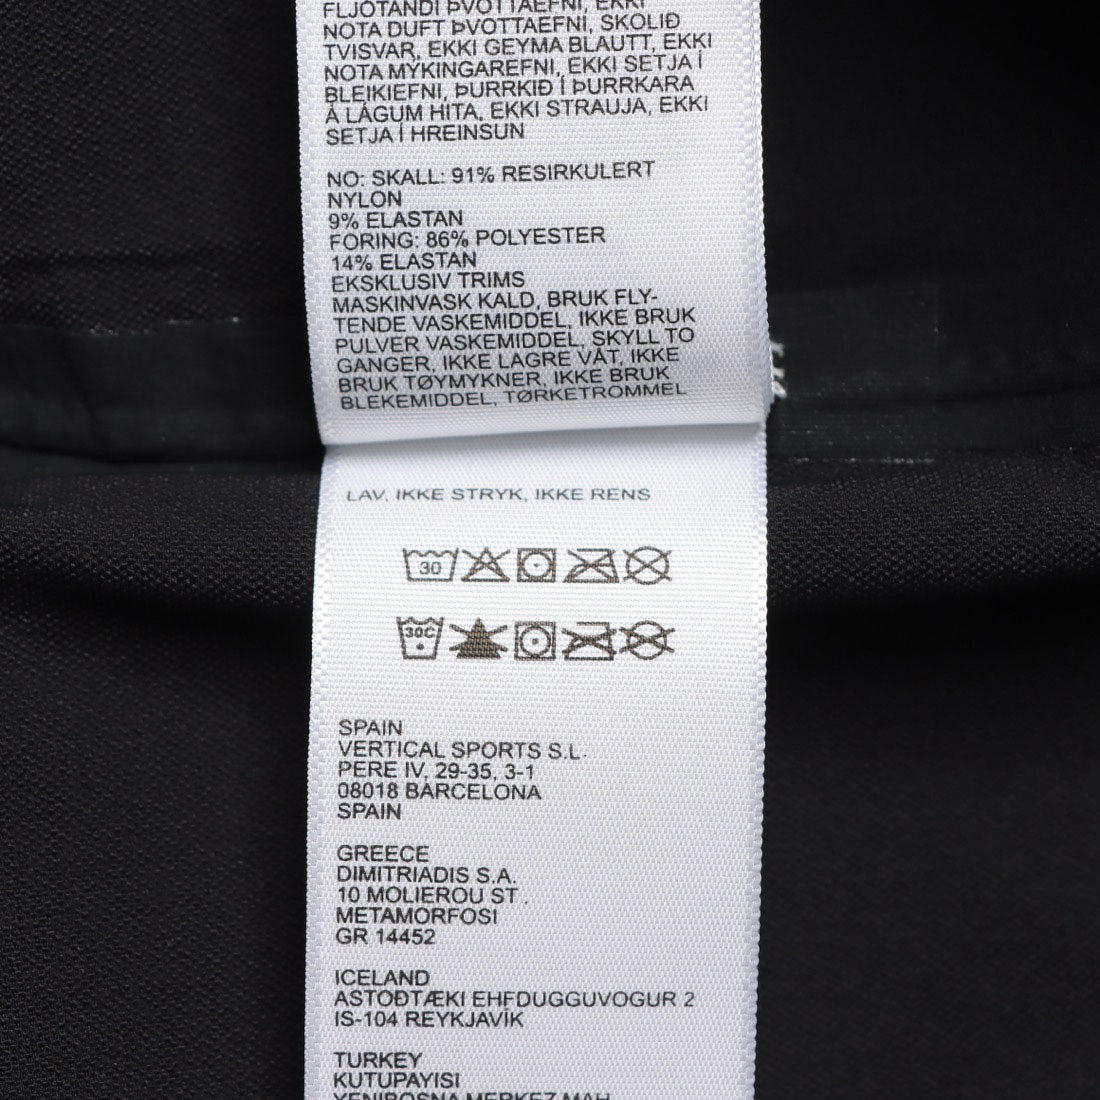 FLJÓTANDI ÞVOTTAEFNI, EKKI
NOTA DUFT ÞVOTTAEFNI, SKOLIÐ
TVISVAR, EKKI GEYMA BLAUTT, EKKI
NOTA MÝKINGAREFNI, EKKI SETJA Í
BLEIKIEFNI, ÞURRKIÐ Í ÞURRKARA
Á LÁGUM HITA, EKKI STRAUJA, EKKI
SETJA Í HREINSUN
NO: SKALL: 91% RESIRKULERT
NYLON
9% ELASTAN
FORING: 86% POLYESTER
14% ELASTAN
EKSKLUSIV TRIMS
MASKINVASK KALD, BRUK FLY-
TENDE VASKEMIDDEL, IKKE BRUK
PULVER VASKEMIDDEL, SKYLL TO
GANGER, IKKE LAGRE VÅT, IKKE
BRUK TØYMYKNER, IKKE BRUK
BLEKEMIDDEL, TØRKETROMMEL
LAV, IKKE STRYK, IKKE RENS
30
30C
SPAIN
VERTICAL SPORTS S.L.
PERE IV, 29-35, 3-1
08018 BARCELONA
SPAIN
GREECE
DIMITRIADIS S.A.
10 MOLIEROU ST .
METAMORFOSI
GR 14452
ICELAND
ASTOÐTÆKI EHFDUGGUVOGUR 2
IS-104 REYKJAVÍK
TURKEY
KUTUPAYISI
YENIBOSNA MERKEZ MAH